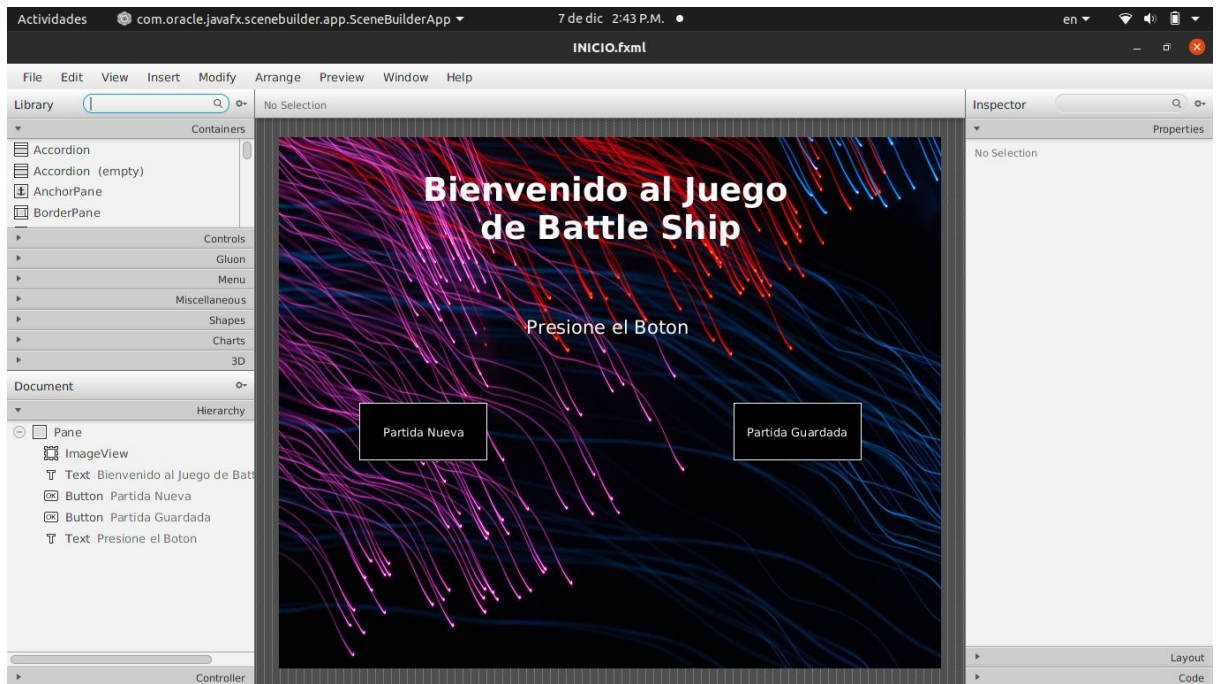 Actividades com.oracle.javafx.scenebuilder.app.SceneBuilderApp 7 de dic 2:43 P.M. en
INICIO.fxml
File Edit View Insert Modify Arrange Preview Window Help
Library
No Selection
Inspector
Containers
Properties
Accordion
No Selection
Accordion (empty)
AnchorPane
BorderPane
Controls
Gluon
Menu
Miscellaneous
Shapes
Charts
3D
Document
Hierarchy
Pane
ImageView
T Text Bienvenido al Juego de Batt
OK Button Partida Nueva
OK Button Partida Guardada
T Text Presione el Boton
Controller
Bienvenido al Juego
de Battle Ship
Presione el Boton
Partida Nueva
Partida Guardada
Layout
Code